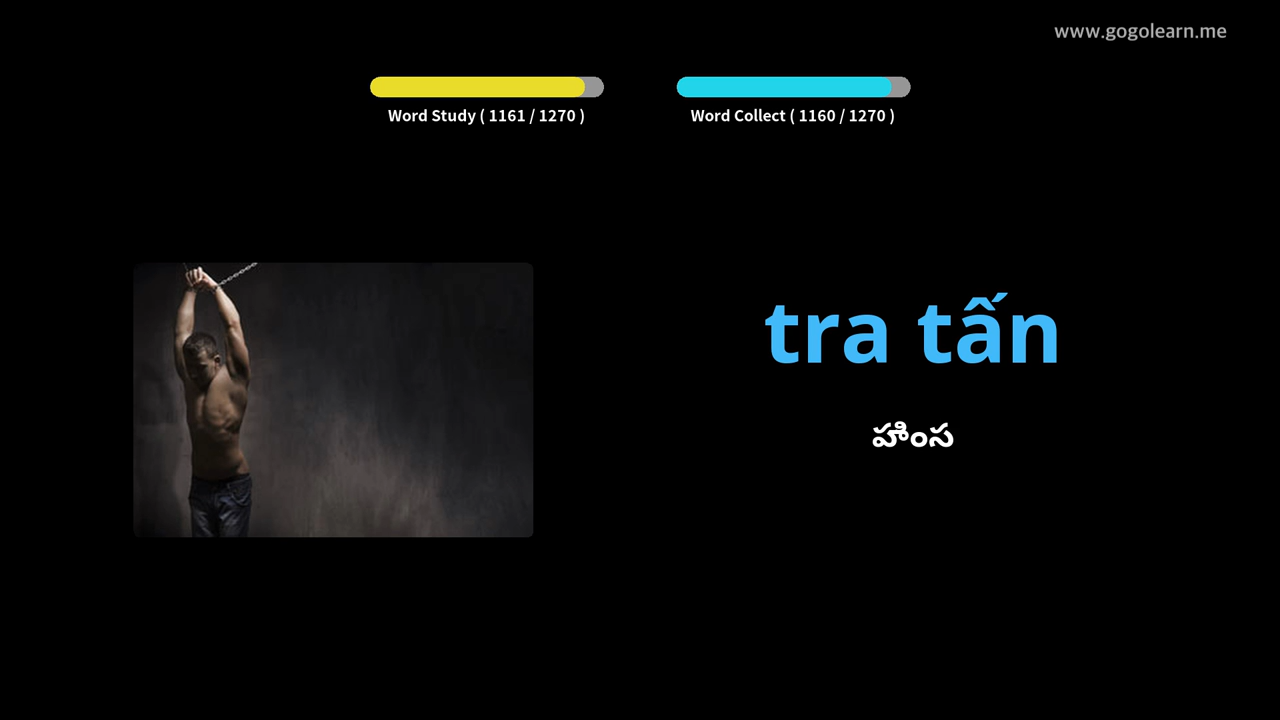 www.gogolearn.me
Word Study ( 1161 / 1270 )
Word Collect ( 1160 / 1270 )
tra tấn
హింస